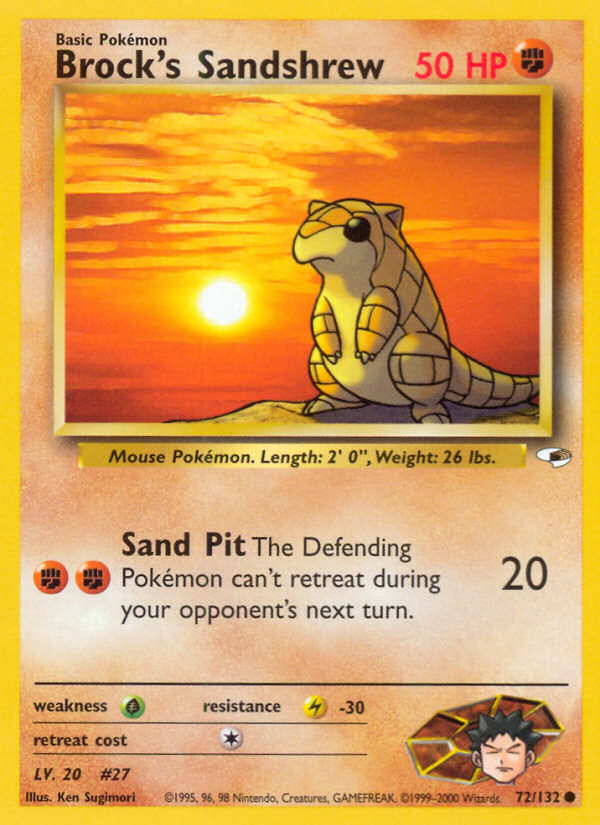 Basic Pokémon
Brock's Sandshrew 50 HP
Mouse Pokémon. Length: 2' 0", Weight: 26 lbs.
Sand Pit The Defending
Pokémon can't retreat during
your opponent's next turn.
20
weakness resistance -30
retreat cost
LV. 20 #27
Illus. Ken Sugimori ©1995, 96, 98 Nintendo, Creatures, GAMEFREAK. ©1999-2000 Wizards. 72/132